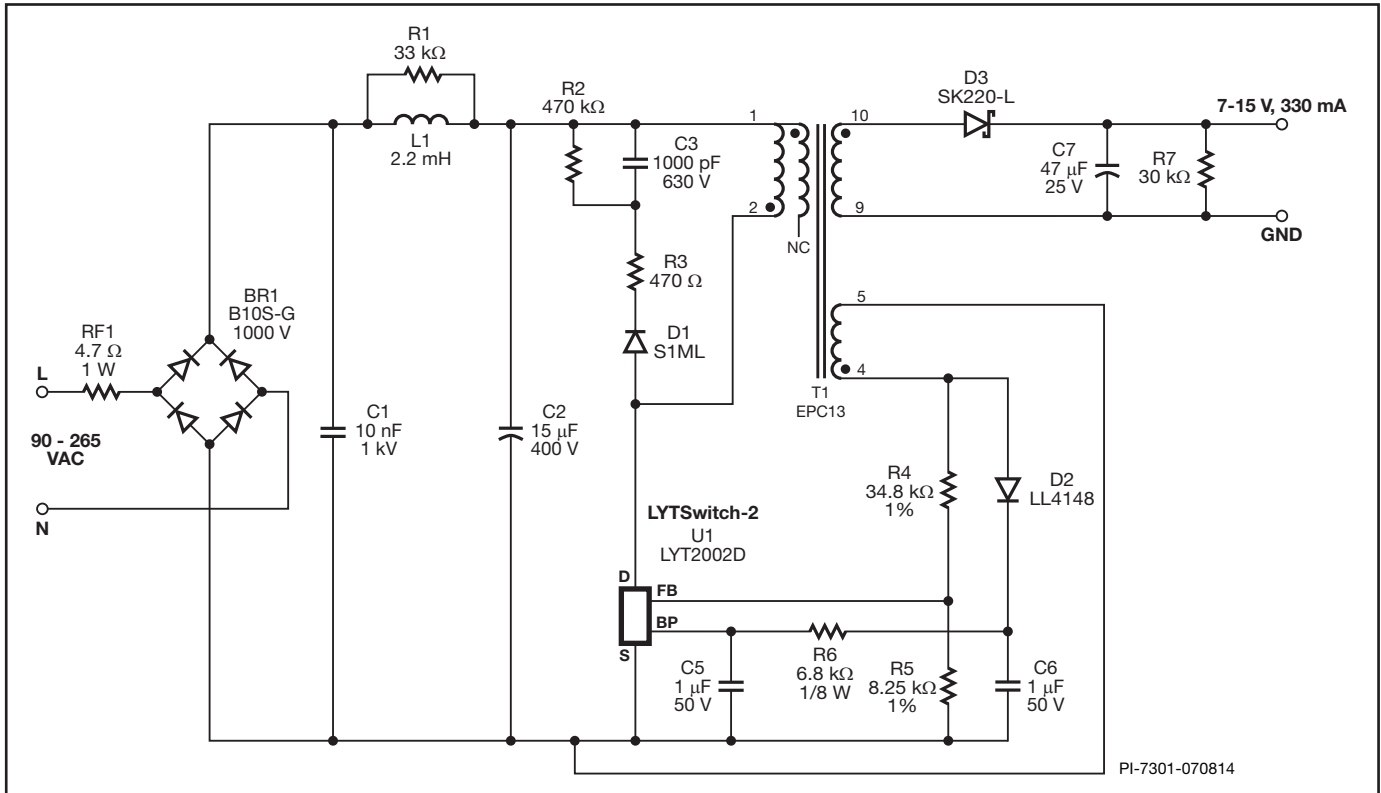 R1
33 kΩ
L1
2.2 mH
R2
470 kΩ
C3
1000 pF
630 V
1
2
NC
10
9
D3
SK220-L
7-15 V, 330 mA
C7
47 μF
25 V
R7
30 kΩ
GND
R3
470 Ω
D1
S1ML
5
4
T1
EPC13
BR1
B10S-G
1000 V
RF1
4.7 Ω
1 W
L
90 - 265
VAC
N
C1
10 nF
1 kV
C2
15 μF
400 V
R4
34.8 kΩ
1%
D2
LL4148
LYTSwitch-2
U1
LYT2002D
D
FB
BP
S
C5
1 μF
50 V
R6
6.8 kΩ
1/8 W
R5
8.25 kΩ
1%
C6
1 μF
50 V
PI-7301-070814